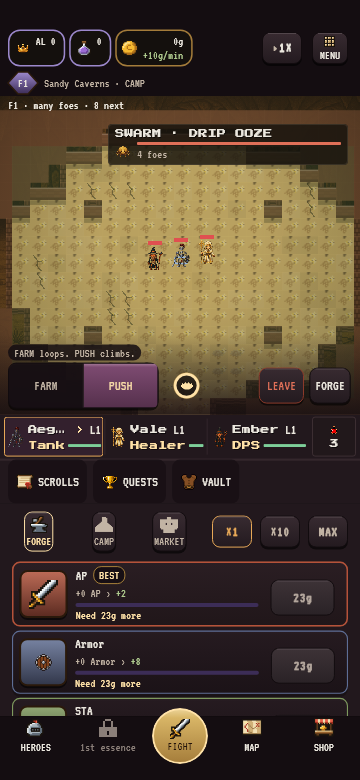 AL 0
0
0g
+10g/min
▸1X
MENU
F1
Sandy Caverns · CAMP
F1 · many foes · 8 next
SWARM · DRIP OOZE
4 foes
FARM loops. PUSH climbs.
FARM
PUSH
LEAVE
FORGE
Aeg… › L1
Tank
Vale L1
Healer
Ember L1
DPS
3
SCROLLS
QUESTS
VAULT
FORGE
CAMP
MARKET
X1
X10
MAX
AP BEST
+0 AP › +2
Need 23g more
23g
Armor
+0 Armor › +8
Need 23g more
23g
STA
HEROES
1st essence
FIGHT
MAP
SHOP